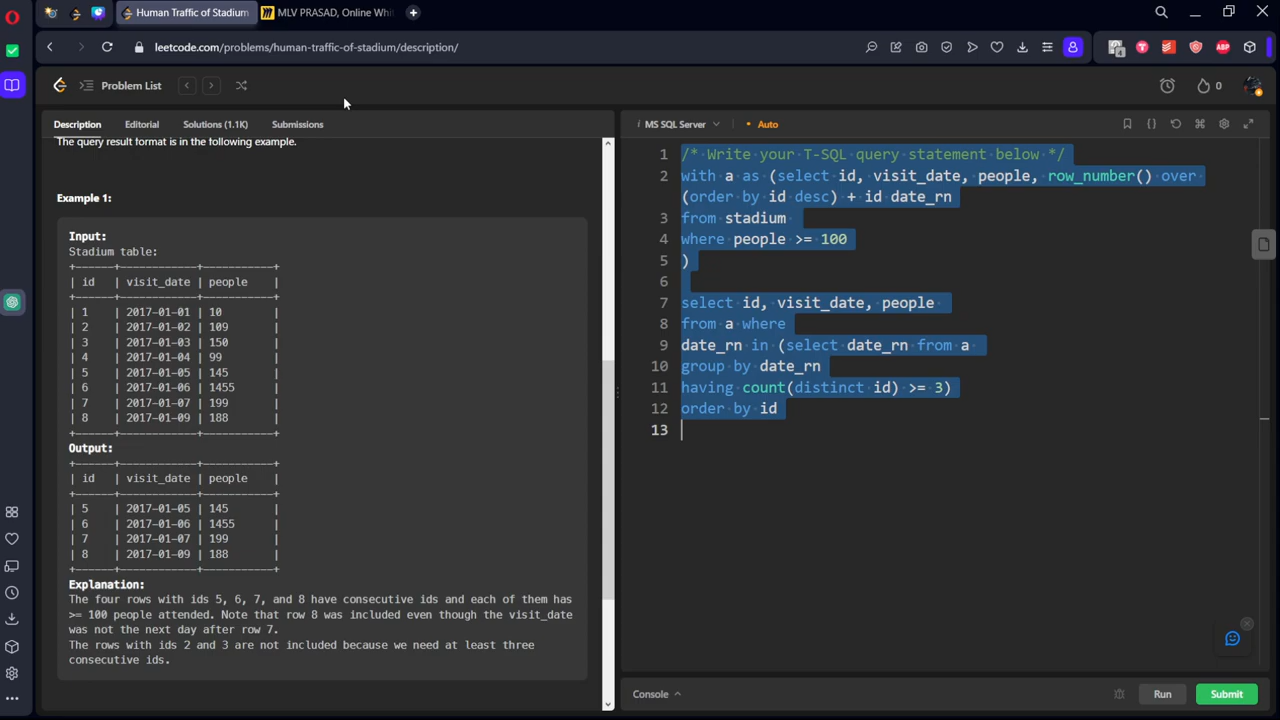 Human Traffic of Stadium
MLV PRASAD, Online Whi
leetcode.com/problems/human-traffic-of-stadium/description/
Problem List
0
Description
Editorial
Solutions (1.1K)
Submissions
The query result format is in the following example.
Example 1:
Input:
Stadium table:
+------+------------+-----------+
| id   | visit_date | people    |
+------+------------+-----------+
| 1    | 2017-01-01 | 10        |
| 2    | 2017-01-02 | 109       |
| 3    | 2017-01-03 | 150       |
| 4    | 2017-01-04 | 99        |
| 5    | 2017-01-05 | 145       |
| 6    | 2017-01-06 | 1455      |
| 7    | 2017-01-07 | 199       |
| 8    | 2017-01-09 | 188       |
+------+------------+-----------+
Output:
+------+------------+-----------+
| id   | visit_date | people    |
+------+------------+-----------+
| 5    | 2017-01-05 | 145       |
| 6    | 2017-01-06 | 1455      |
| 7    | 2017-01-07 | 199       |
| 8    | 2017-01-09 | 188       |
+------+------------+-----------+
Explanation:
The four rows with ids 5, 6, 7, and 8 have consecutive ids and each of them has
>= 100 people attended. Note that row 8 was included even though the visit_date
was not the next day after row 7.
The rows with ids 2 and 3 are not included because we need at least three
consecutive ids.
i MS SQL Server
• Auto
1 /* Write your T-SQL query statement below */
2 with a as (select id, visit_date, people, row_number() over
(order by id desc) + id date_rn
3 from stadium
4 where people >= 100
5 )
6
7 select id, visit_date, people
8 from a where
9 date_rn in (select date_rn from a
10 group by date_rn
11 having count(distinct id) >= 3)
12 order by id
13
Console
Run
Submit